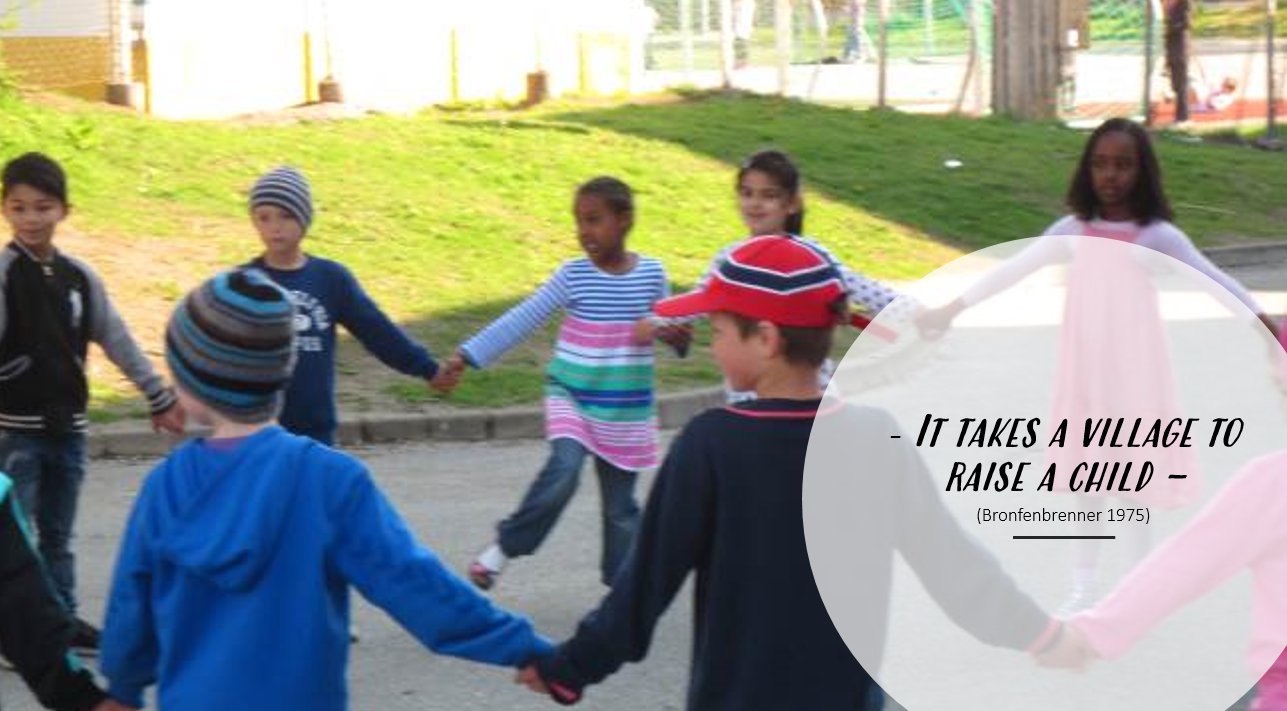 - IT TAKES A VILLAGE TO
RAISE A CHILD –
(Bronfenbrenner 1975)